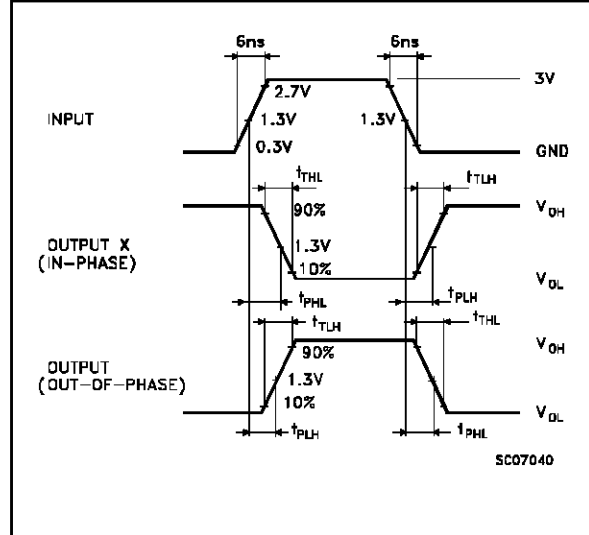 6ns 6ns
3V
2.7V
INPUT 1.3V 1.3V
0.3V GND
tTHL tTLH
90% VOH
OUTPUT X 1.3V
(IN-PHASE) 10% VOL
tPHL tPLH
tTLH tTHL
90% VOH
OUTPUT 1.3V
(OUT-OF-PHASE) 10% VOL
tPLH tPHL
SC07040